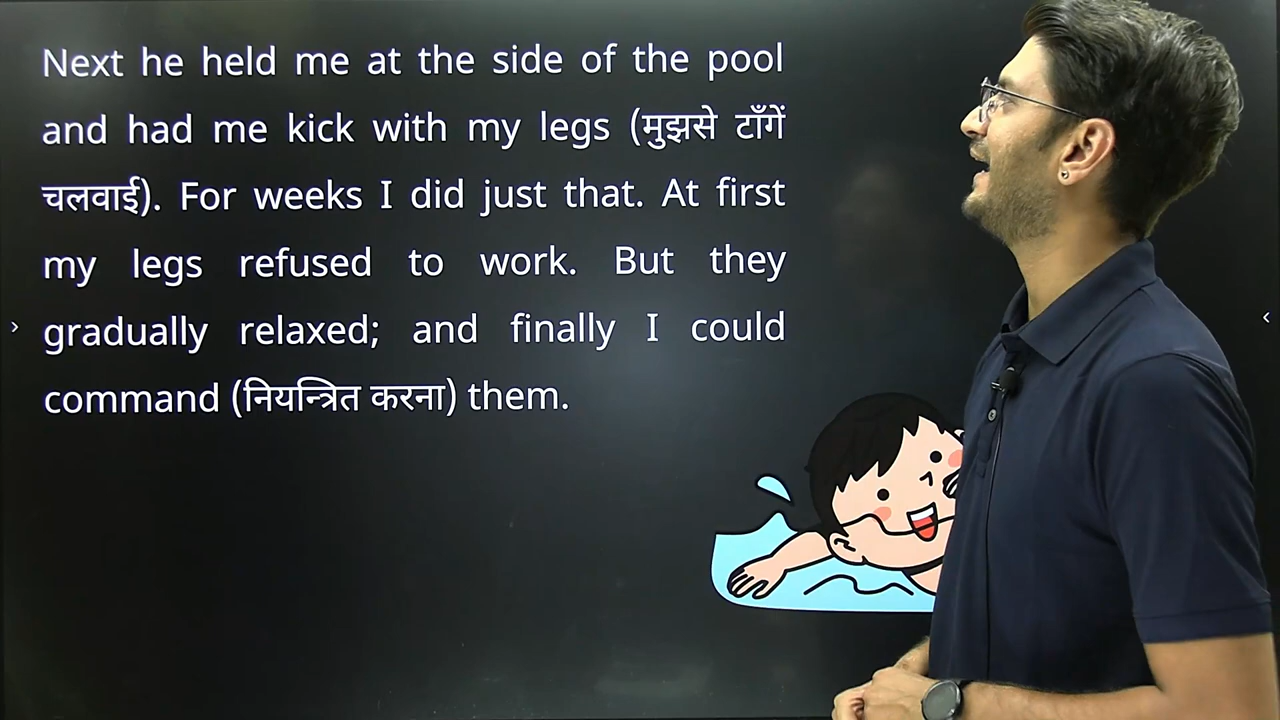 Next he held me at the side of the pool
and had me kick with my legs (मुझसे टाँगें
चलवाई). For weeks I did just that. At first
my legs refused to work. But they
gradually relaxed; and finally I could
command (नियन्त्रित करना) them.